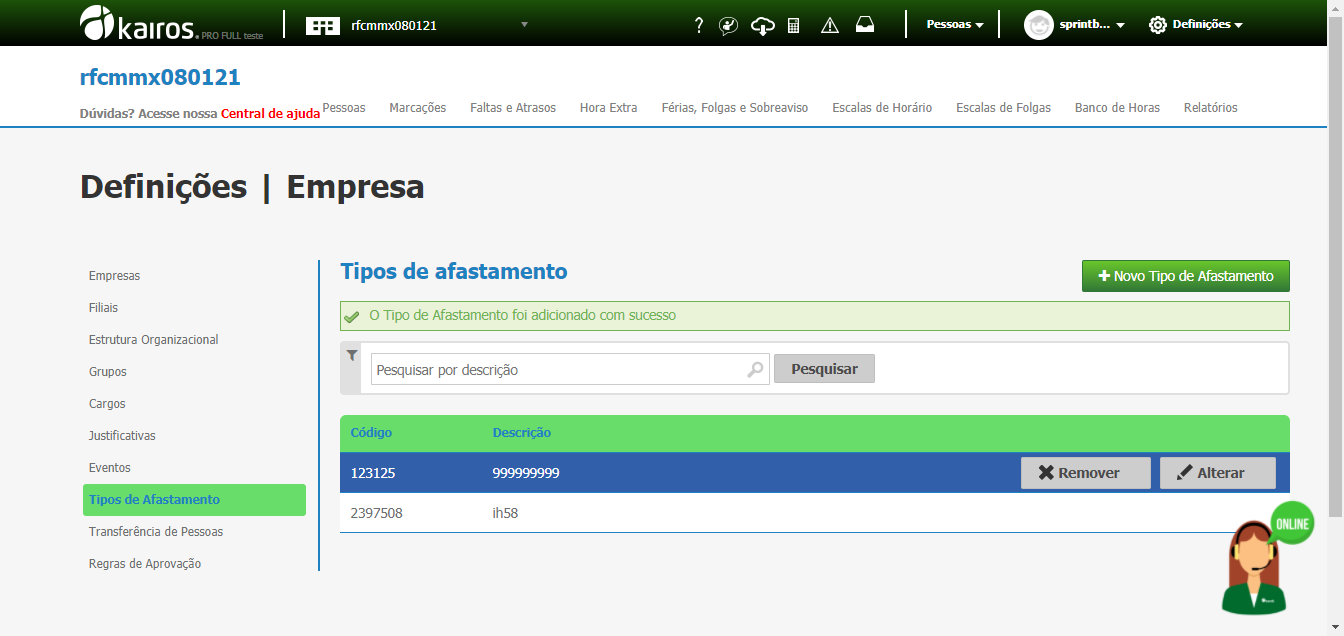 kairos. PRO FULL teste
rfcmmx080121
Pessoas
sprintb...
Definições
rfcmmx080121
Dúvidas? Acesse nossa Central de ajuda
Pessoas Marcações Faltas e Atrasos Hora Extra Férias, Folgas e Sobreaviso Escalas de Horário Escalas de Folgas Banco de Horas Relatórios
Definições | Empresa
Empresas
Filiais
Estrutura Organizacional
Grupos
Cargos
Justificativas
Eventos
Tipos de Afastamento
Transferência de Pessoas
Regras de Aprovação
Tipos de afastamento
Novo Tipo de Afastamento
O Tipo de Afastamento foi adicionado com sucesso
Pesquisar por descrição
Pesquisar
Código Descrição
123125 999999999 Remover Alterar
2397508 ih58
ONLINE